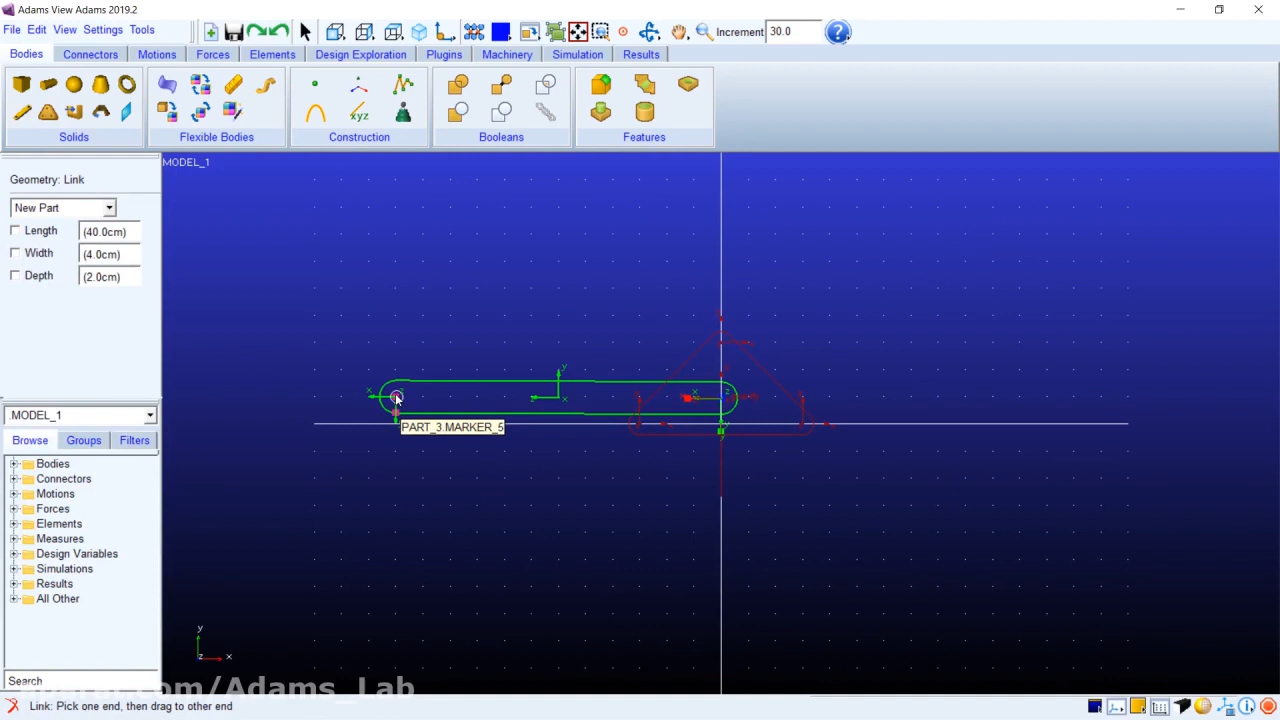 Adams View Adams 2019.2
File Edit View Settings Tools
Increment 30.0
Bodies Connectors Motions Forces Elements Design Exploration Plugins Machinery Simulation Results
xyz
Solids Flexible Bodies Construction Booleans Features
MODEL_1
Geometry: Link
New Part
Length (40.0cm)
Width (4.0cm)
Depth (2.0cm)
PART_3.MARKER_5
.MODEL_1
Browse Groups Filters
Bodies
Connectors
Motions
Forces
Elements
Measures
Design Variables
Simulations
Results
All Other
y
z x
Search
.com/Adams_Lab
Link: Pick one end, then drag to other end